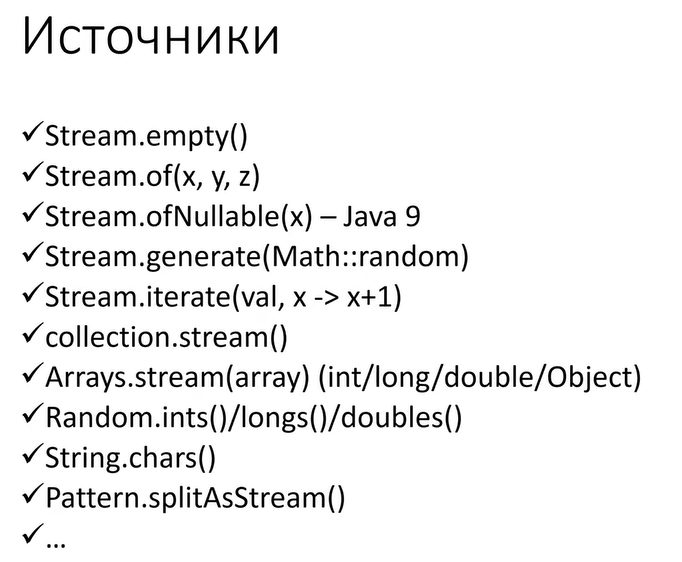 Источники
✓Stream.empty()
✓Stream.of(x, y, z)
✓Stream.ofNullable(x) – Java 9
✓Stream.generate(Math::random)
✓Stream.iterate(val, x -> x+1)
✓collection.stream()
✓Arrays.stream(array) (int/long/double/Object)
✓Random.ints()/longs()/doubles()
✓String.chars()
✓Pattern.splitAsStream()
✓...